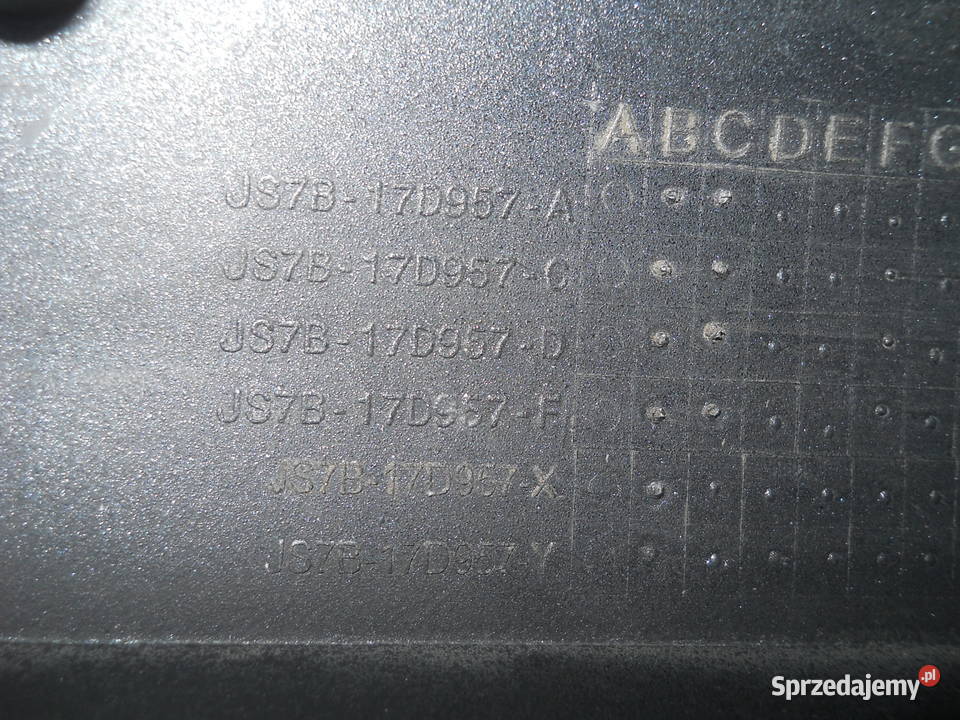 ABCDEFG
JS7B-17D957-A
JS7B-17D957-C
JS7B-17D957-D
JS7B-17D957-F
JS7B-17D957-X
JS7B-17D957-Y
Sprzedajemy.pl